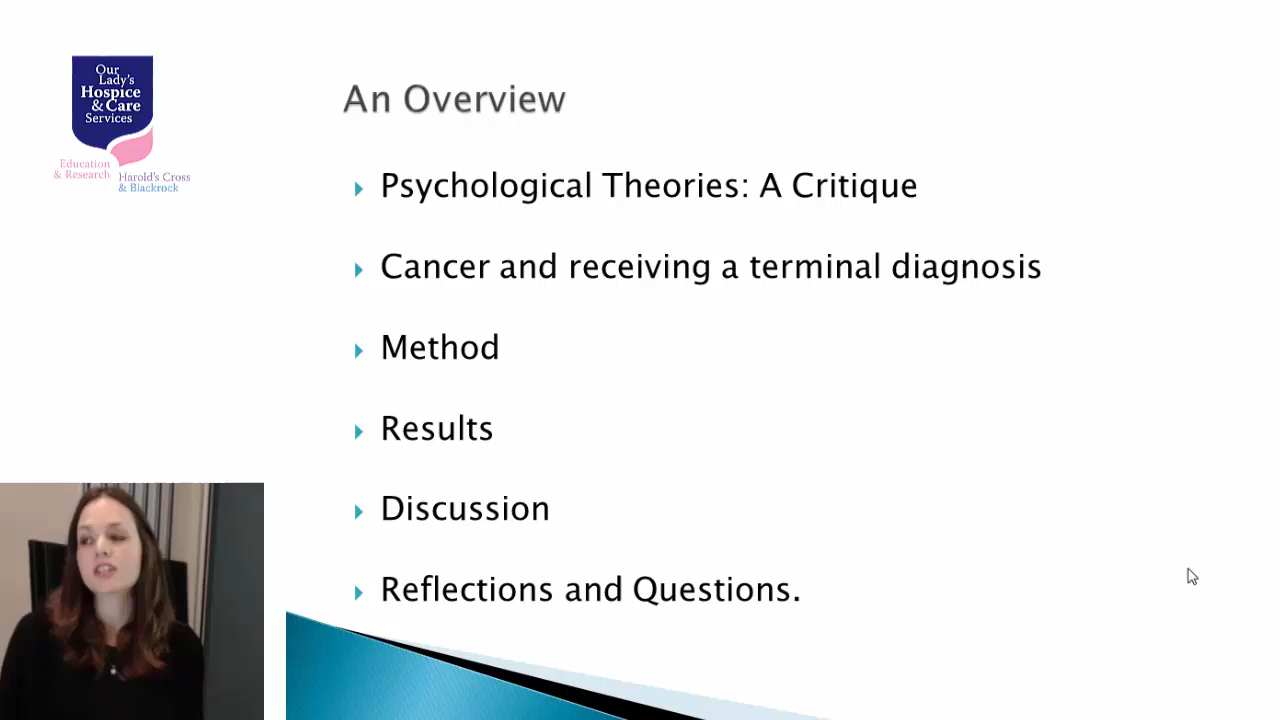 Our
Lady's
Hospice
& Care
Services
Education
& Research
Harold's Cross
& Blackrock
An Overview
Psychological Theories: A Critique
Cancer and receiving a terminal diagnosis
Method
Results
Discussion
Reflections and Questions.